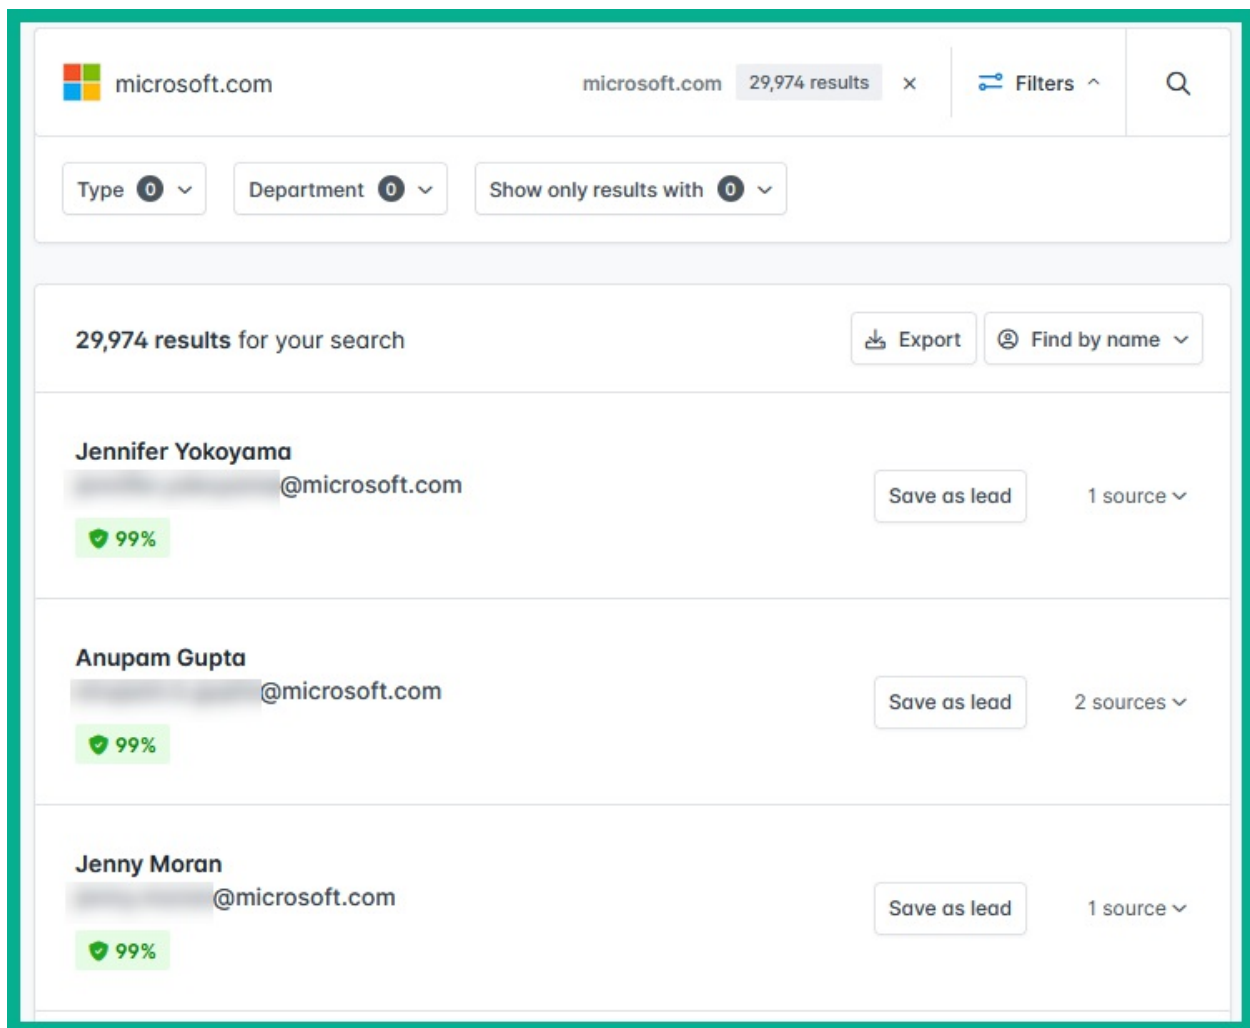 microsoft.com microsoft.com 29,974 results × Filters
Type 0 Department 0 Show only results with 0
29,974 results for your search Export Find by name
Jennifer Yokoyama
@microsoft.com
Save as lead 1 source
99%
Anupam Gupta
@microsoft.com
Save as lead 2 sources
99%
Jenny Moran
@microsoft.com
Save as lead 1 source
99%